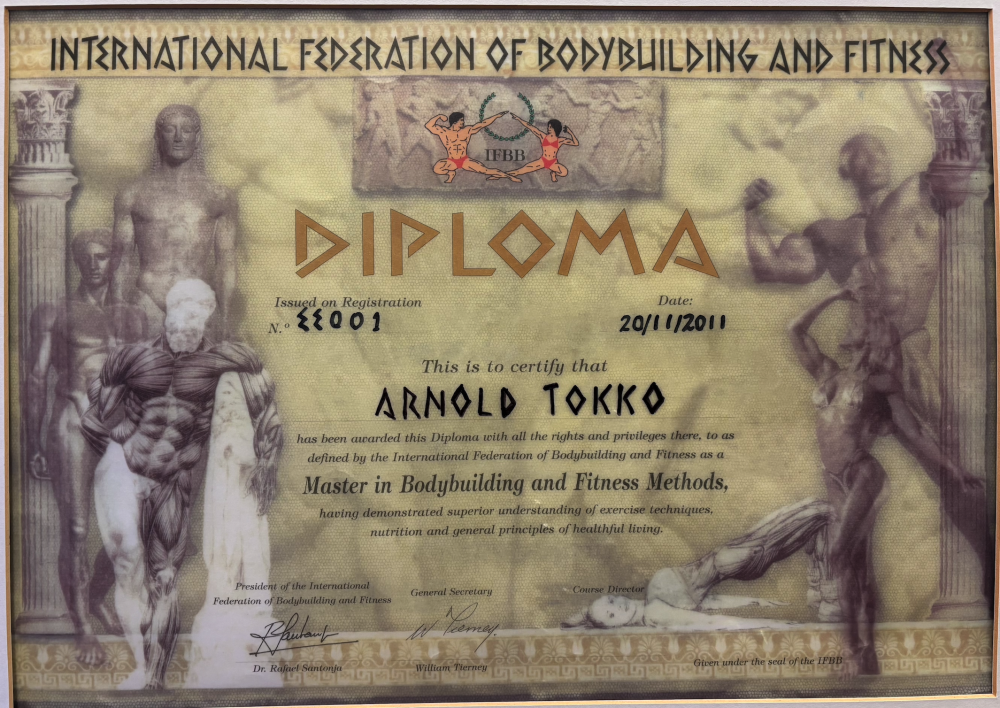 INTERNATIONAL FEDERATION OF BODYBUILDING AND FITNESS
IFBB
DIPLOMA
Issued on Registration
N.º EE001
Date:
20/11/2011
This is to certify that
ARNOLD TOKKO
has been awarded this Diploma with all the rights and privileges there, to as
defined by the International Federation of Bodybuilding and Fitness as a
Master in Bodybuilding and Fitness Methods,
having demonstrated superior understanding of exercise techniques,
nutrition and general principles of healthful living.
President of the International
Federation of Bodybuilding and Fitness
General Secretary
Course Director
W Tierney.
Dr. Rafael Santonja
William Tierney
Given under the seal of the IFBB